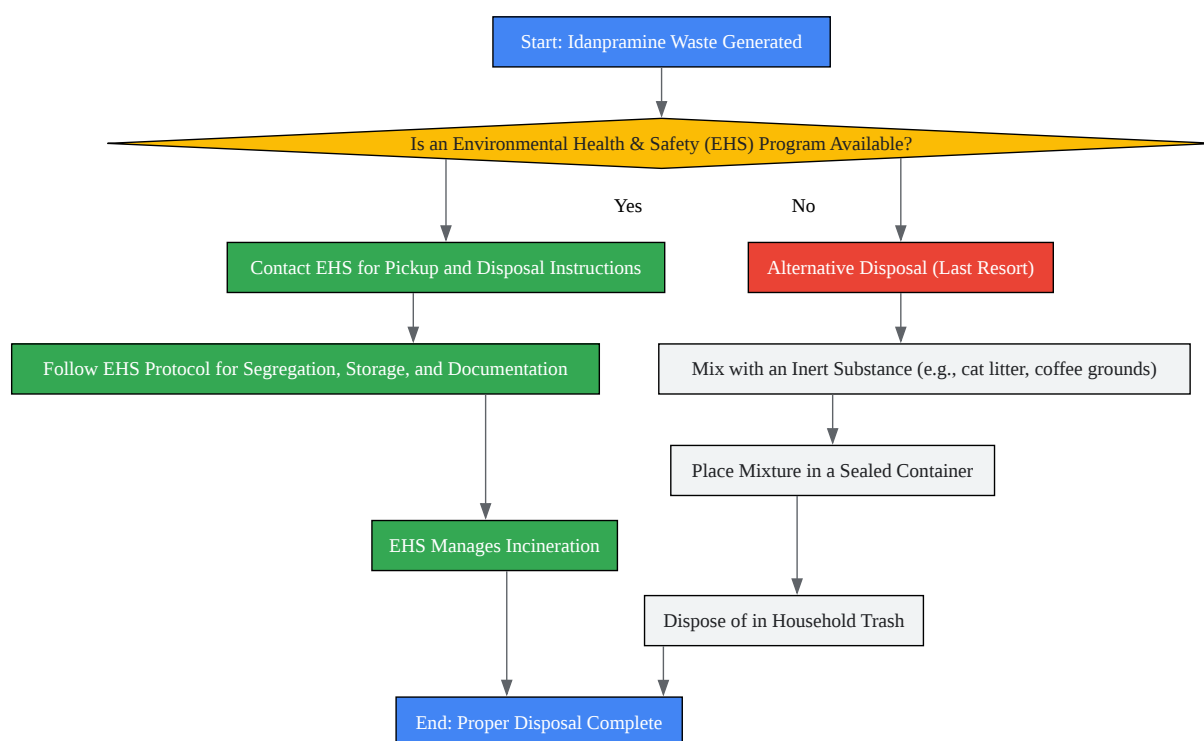 Start: Idanpramine Waste Generated
Is an Environmental Health & Safety (EHS) Program Available?
Yes
No
Contact EHS for Pickup and Disposal Instructions
Alternative Disposal (Last Resort)
Follow EHS Protocol for Segregation, Storage, and Documentation
Mix with an Inert Substance (e.g., cat litter, coffee grounds)
Place Mixture in a Sealed Container
EHS Manages Incineration
Dispose of in Household Trash
End: Proper Disposal Complete